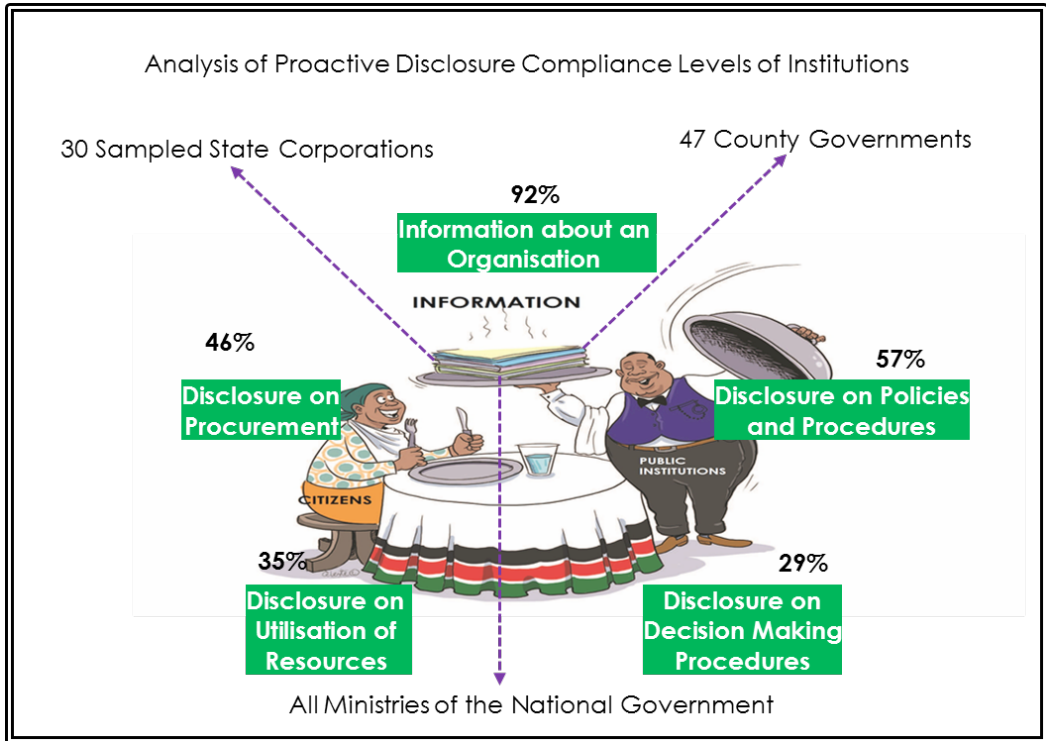 Analysis of Proactive Disclosure Compliance Levels of Institutions
30 Sampled State Corporations
47 County Governments
92%
Information about an
Organisation
INFORMATION
46%
Disclosure on
Procurement
57%
Disclosure on Policies
and Procedures
PUBLIC
INSTITUTIONS
CITIZENS
35%
Disclosure on
Utilisation of
Resources
29%
Disclosure on
Decision Making
Procedures
All Ministries of the National Government